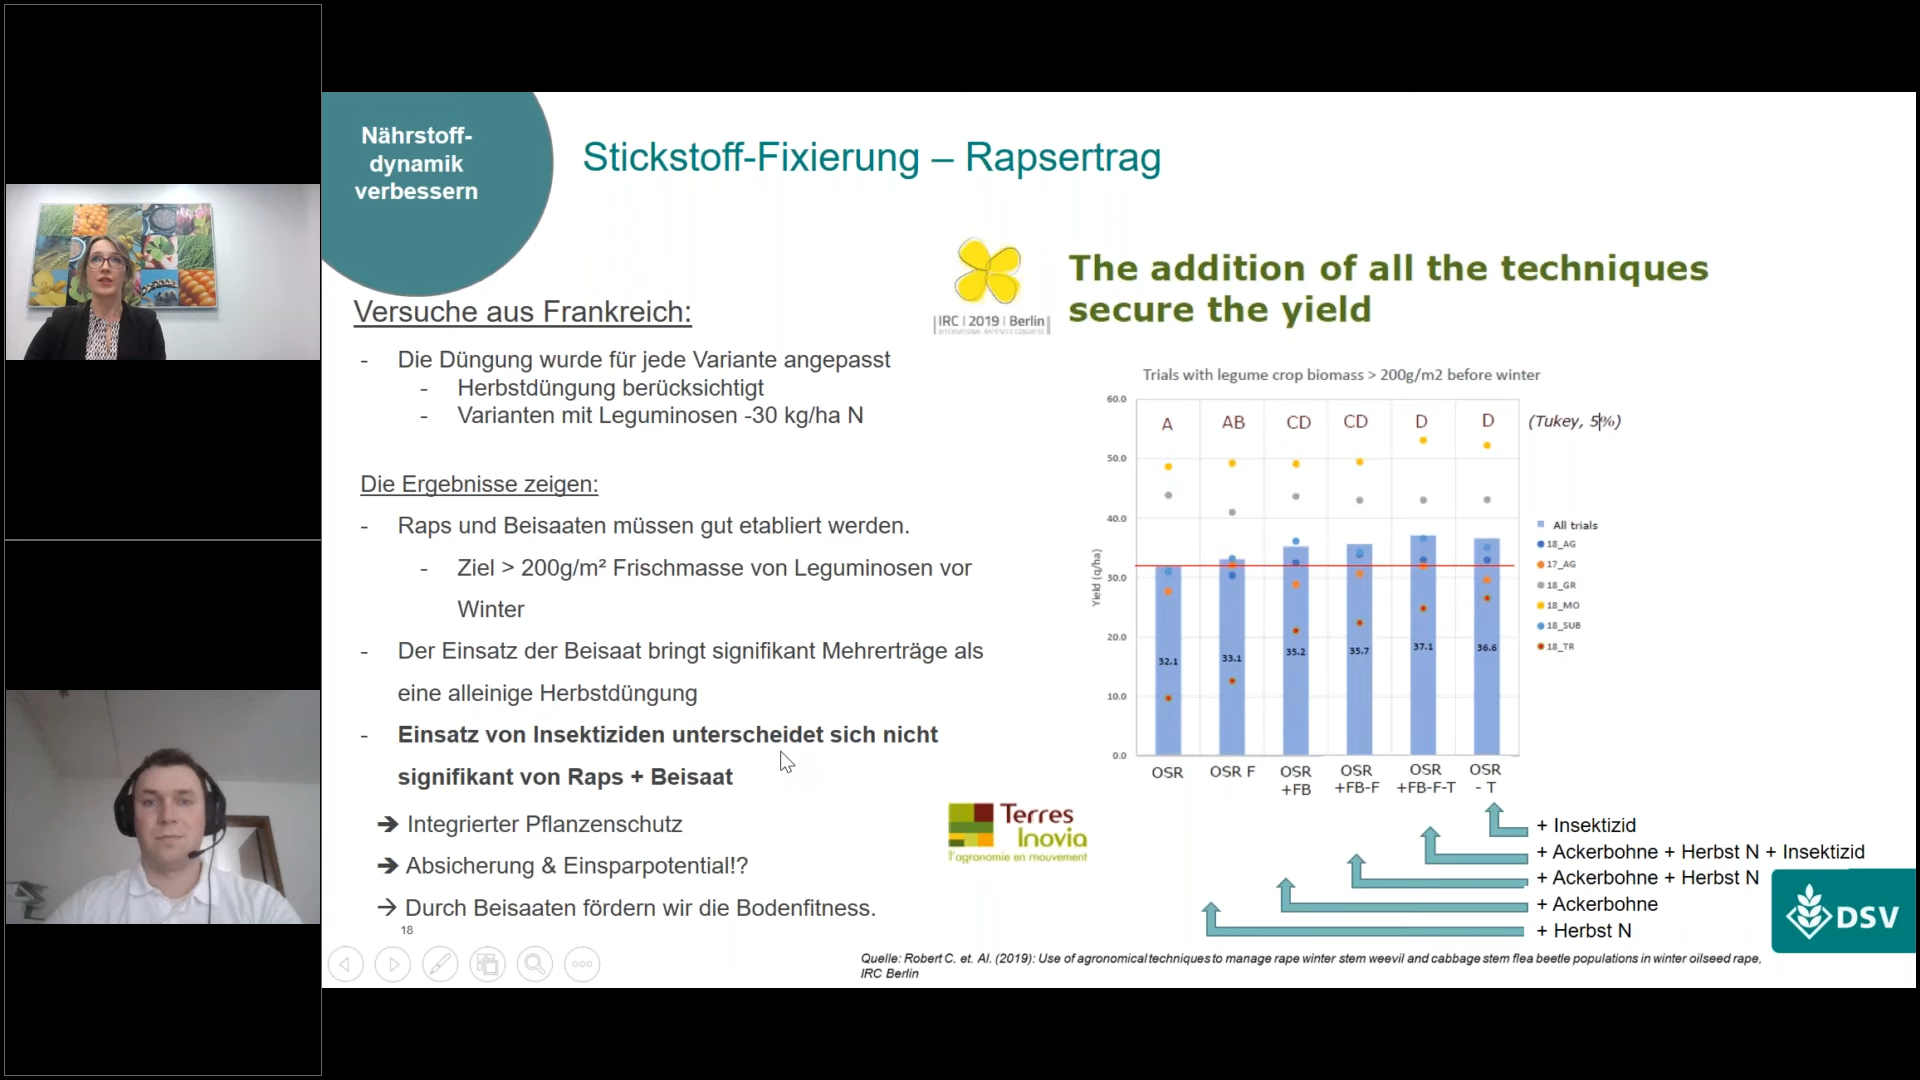 Nährstoff-
dynamik
verbessern
Stickstoff-Fixierung – Rapsertrag
IRC | 2019 | Berlin
The addition of all the techniques
secure the yield
Versuche aus Frankreich:
- Die Düngung wurde für jede Variante angepasst
- Herbstdüngung berücksichtigt
- Varianten mit Leguminosen -30 kg/ha N
Die Ergebnisse zeigen:
- Raps und Beisaaten müssen gut etabliert werden.
- Ziel > 200g/m² Frischmasse von Leguminosen vor
Winter
- Der Einsatz der Beisaat bringt signifikant Mehrerträge als
eine alleinige Herbstdüngung
- Einsatz von Insektiziden unterscheidet sich nicht
signifikant von Raps + Beisaat
➔ Integrierter Pflanzenschutz
➔ Absicherung & Einsparpotential!?
→ Durch Beisaaten fördern wir die Bodenfitness.
18
Trials with legume crop biomass > 200g/m2 before winter
60.0
50.0
40.0
30.0
20.0
10.0
0.0
Yield (q/ha)
A AB CD CD D D (Tukey, 5%)
32.1 33.1 35.2 35.7 37.1 36.6
OSR
OSR F
OSR
+FB
OSR
+FB-F
OSR
+FB-F-T
OSR
- T
All trials
18_AG
17_AG
18_GR
18_MO
18_SUB
18_TR
Terres
Inovia
l'agronomie en mouvement
+ Insektizid
+ Ackerbohne + Herbst N + Insektizid
+ Ackerbohne + Herbst N
+ Ackerbohne
+ Herbst N
DSV
Quelle: Robert C. et. Al. (2019): Use of agronomical techniques to manage rape winter stem weevil and cabbage stem flea beetle populations in winter oilseed rape,
IRC Berlin